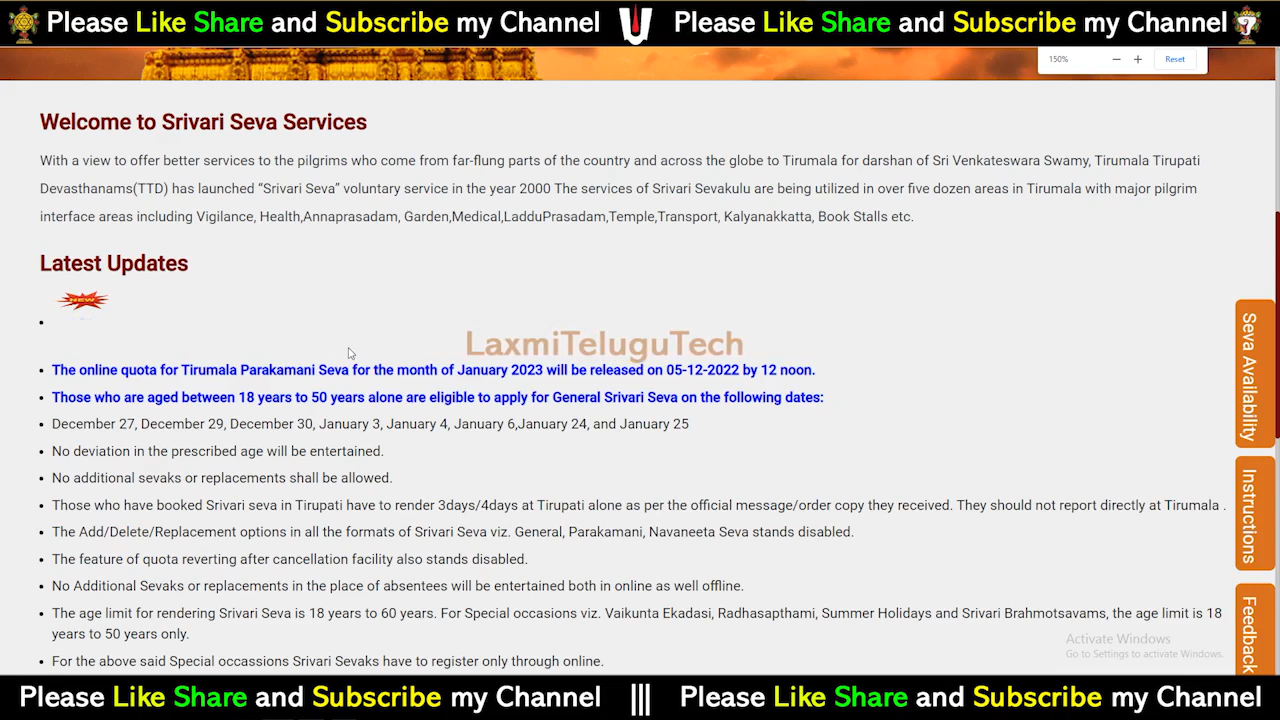 Please Like Share and Subscribe my Channel Please Like Share and Subscribe my Channel
150% Reset
Welcome to Srivari Seva Services
With a view to offer better services to the pilgrims who come from far-flung parts of the country and across the globe to Tirumala for darshan of Sri Venkateswara Swamy, Tirumala Tirupati
Devasthanams(TTD) has launched “Srivari Seva” voluntary service in the year 2000 The services of Srivari Sevakulu are being utilized in over five dozen areas in Tirumala with major pilgrim
interface areas including Vigilance, Health,Annaprasadam, Garden,Medical,LadduPrasadam,Temple,Transport, Kalyanakkatta, Book Stalls etc.
Latest Updates
NEW
LaxmiTeluguTech
The online quota for Tirumala Parakamani Seva for the month of January 2023 will be released on 05-12-2022 by 12 noon.
Those who are aged between 18 years to 50 years alone are eligible to apply for General Srivari Seva on the following dates:
December 27, December 29, December 30, January 3, January 4, January 6,January 24, and January 25
No deviation in the prescribed age will be entertained.
No additional sevaks or replacements shall be allowed.
Those who have booked Srivari seva in Tirupati have to render 3days/4days at Tirupati alone as per the official message/order copy they received. They should not report directly at Tirumala .
The Add/Delete/Replacement options in all the formats of Srivari Seva viz. General, Parakamani, Navaneeta Seva stands disabled.
The feature of quota reverting after cancellation facility also stands disabled.
No Additional Sevaks or replacements in the place of absentees will be entertained both in online as well offline.
The age limit for rendering Srivari Seva is 18 years to 60 years. For Special occasions viz. Vaikunta Ekadasi, Radhasapthami, Summer Holidays and Srivari Brahmotsavams, the age limit is 18
years to 50 years only.
For the above said Special occassions Srivari Sevaks have to register only through online.
Seva Availability
Instructions
Feedback
Activate Windows
Go to Settings to activate Windows.
Please Like Share and Subscribe my Channel ||| Please Like Share and Subscribe my Channel